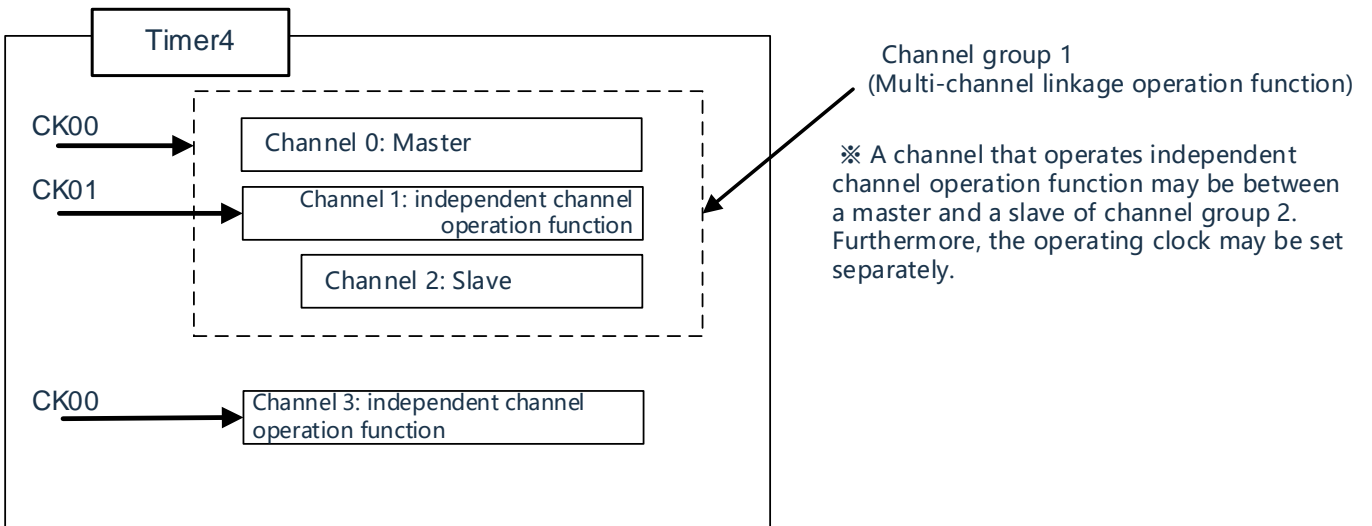 Timer4
Channel group 1
(Multi-channel linkage operation function)
CK00
Channel 0: Master
※ A channel that operates independent
channel operation function may be between
a master and a slave of channel group 2.
Furthermore, the operating clock may be set
separately.
CK01
Channel 1: independent channel
operation function
Channel 2: Slave
CK00
Channel 3: independent channel
operation function